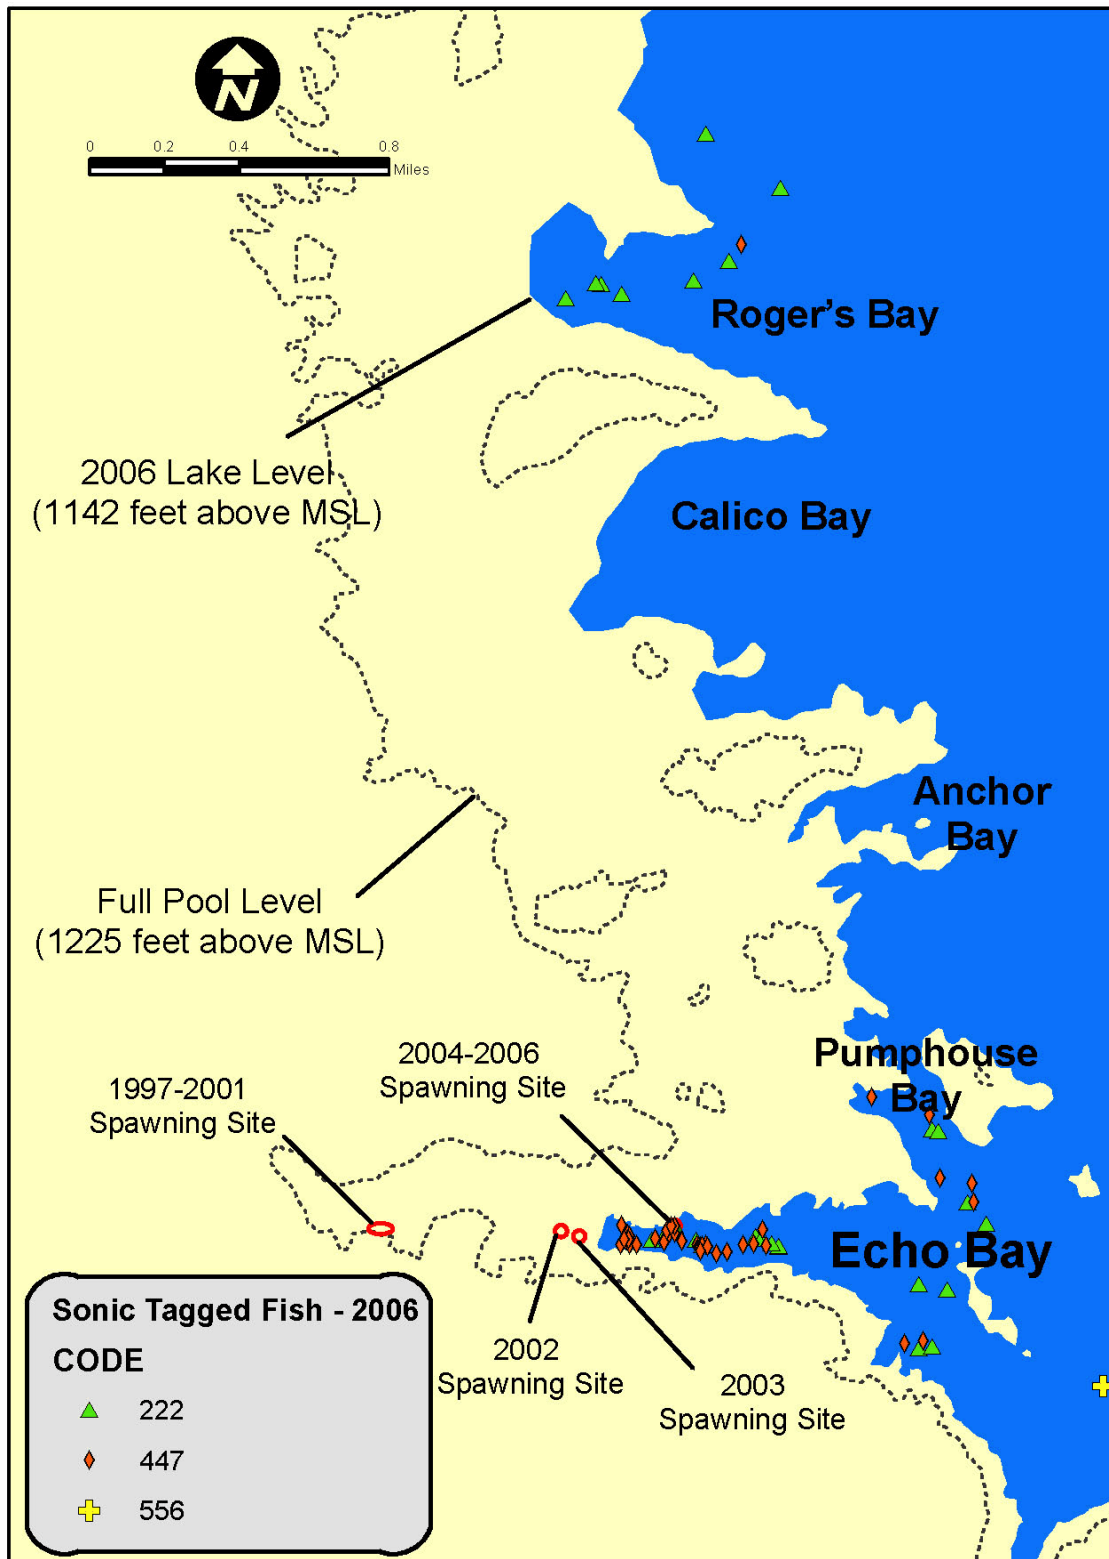 N
0 0.2 0.4 0.8
Miles
Roger's Bay
2006 Lake Level
(1142 feet above MSL)
Calico Bay
Anchor
Bay
Full Pool Level
(1225 feet above MSL)
Pumphouse
Bay
2004-2006
Spawning Site
1997-2001
Spawning Site
Echo Bay
2002
Spawning Site
2003
Spawning Site
Sonic Tagged Fish - 2006
CODE
222
447
556